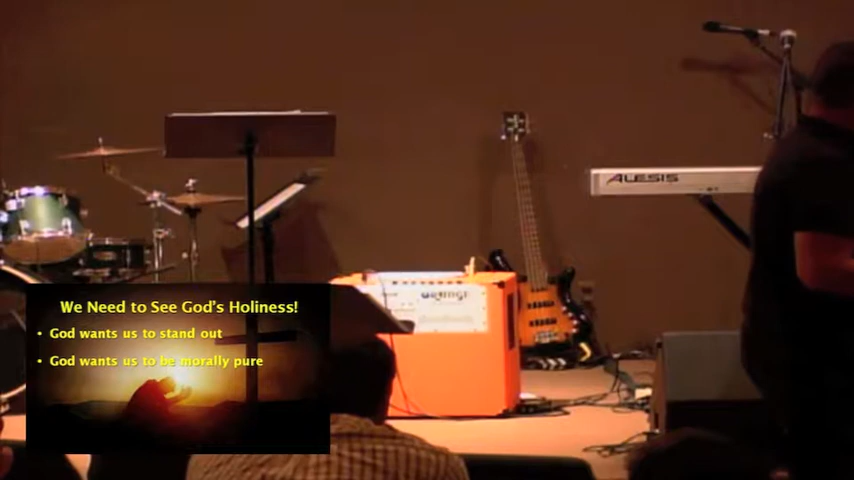 ALESIS
ORANGE
We Need to See God's Holiness!
• God wants us to stand out
• God wants us to be morally pure